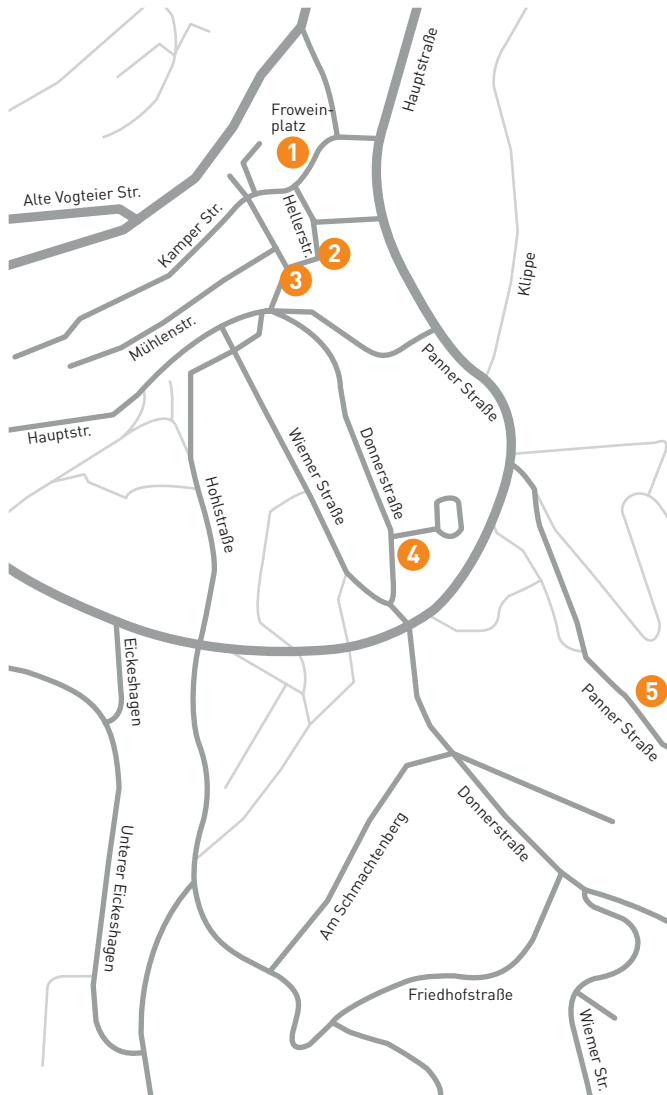 Hauptstraße
Frowein-
platz
1
Alte Vogteier Str.
Kamper Str.
Hellerstr.
2
3
Klippe
Mühlenstr.
Panner Straße
Hauptstr.
Wiemer Straße
Donnerstraße
Hohlstraße
4
Eickeshagen
5
Panner Straße
Donnerstraße
Unterer Eickeshagen
Am Schmachtenberg
Friedhofstraße
Wiemer Str.